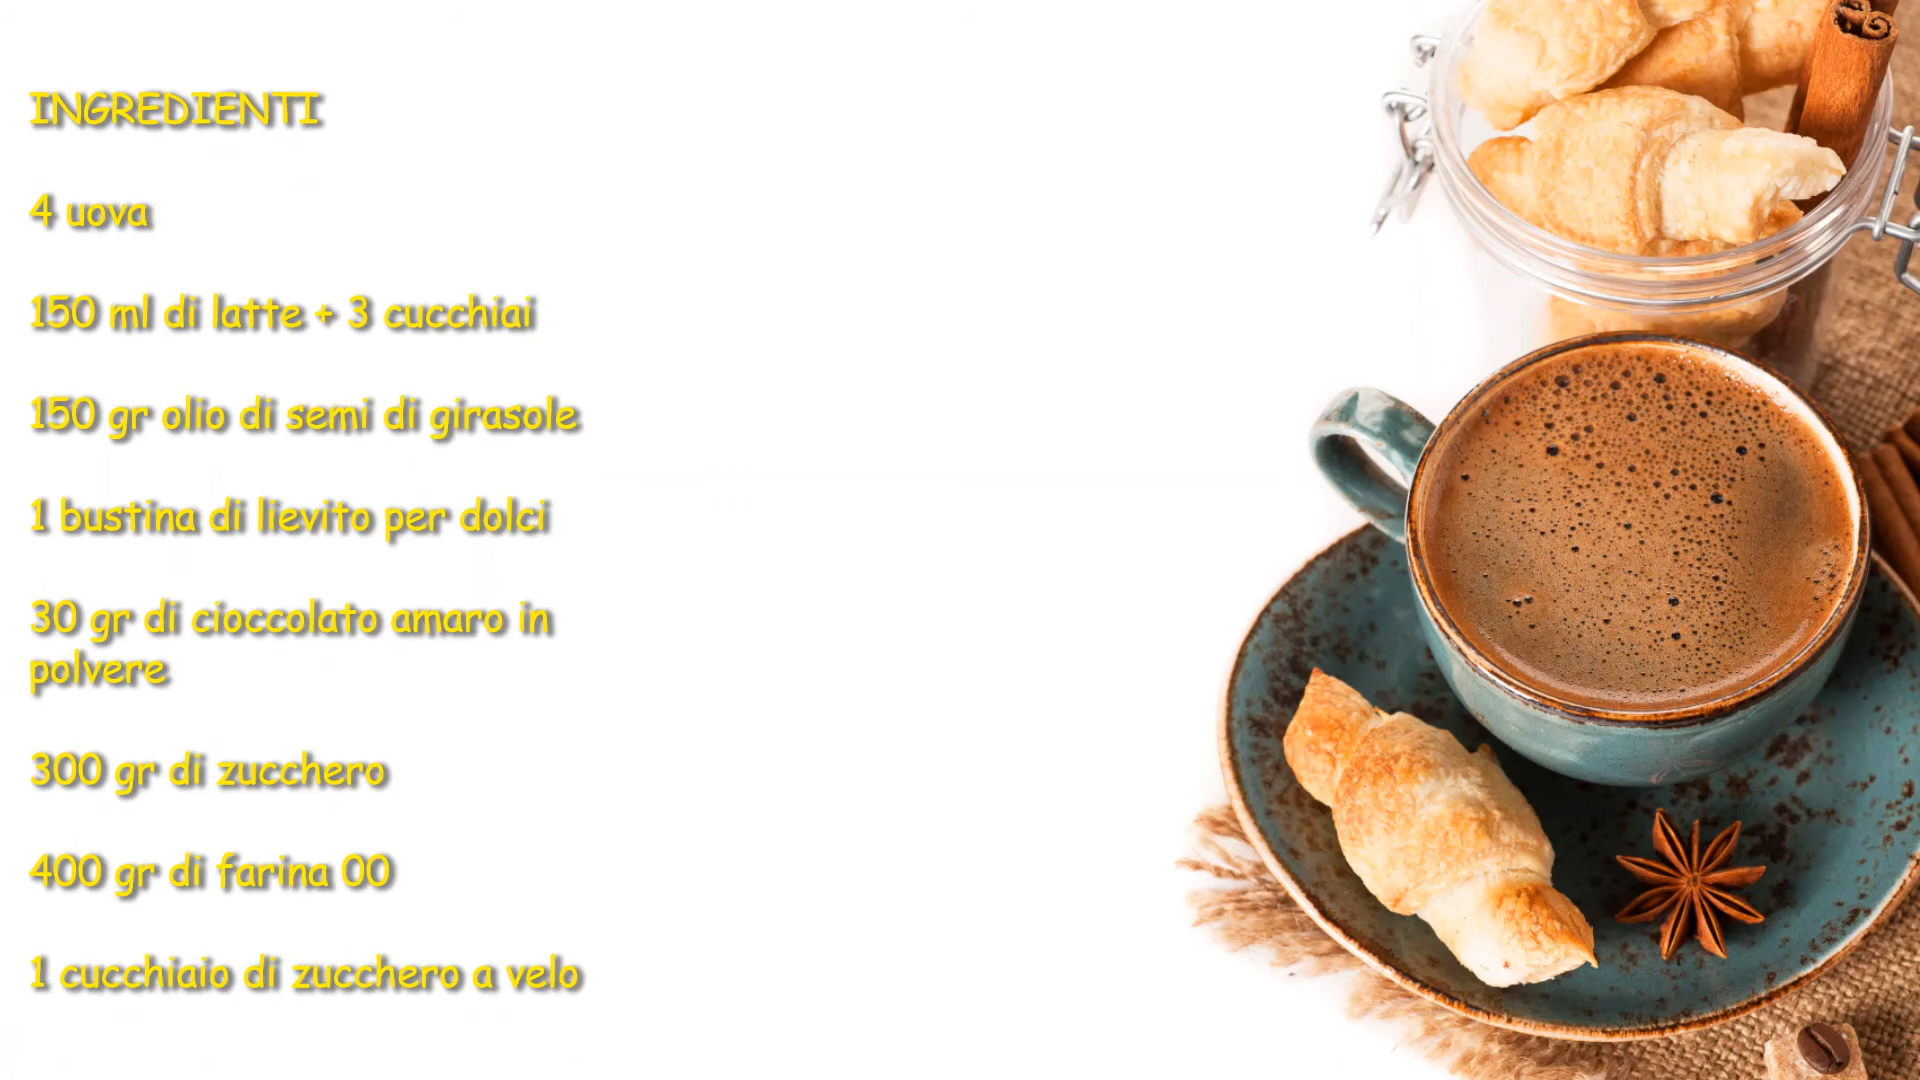 INGREDIENTI
4 uova
150 ml di latte + 3 cucchiai
150 gr olio di semi di girasole
1 bustina di lievito per dolci
30 gr di cioccolato amaro in
polvere
300 gr di zucchero
400 gr di farina 00
1 cucchiaio di zucchero a velo